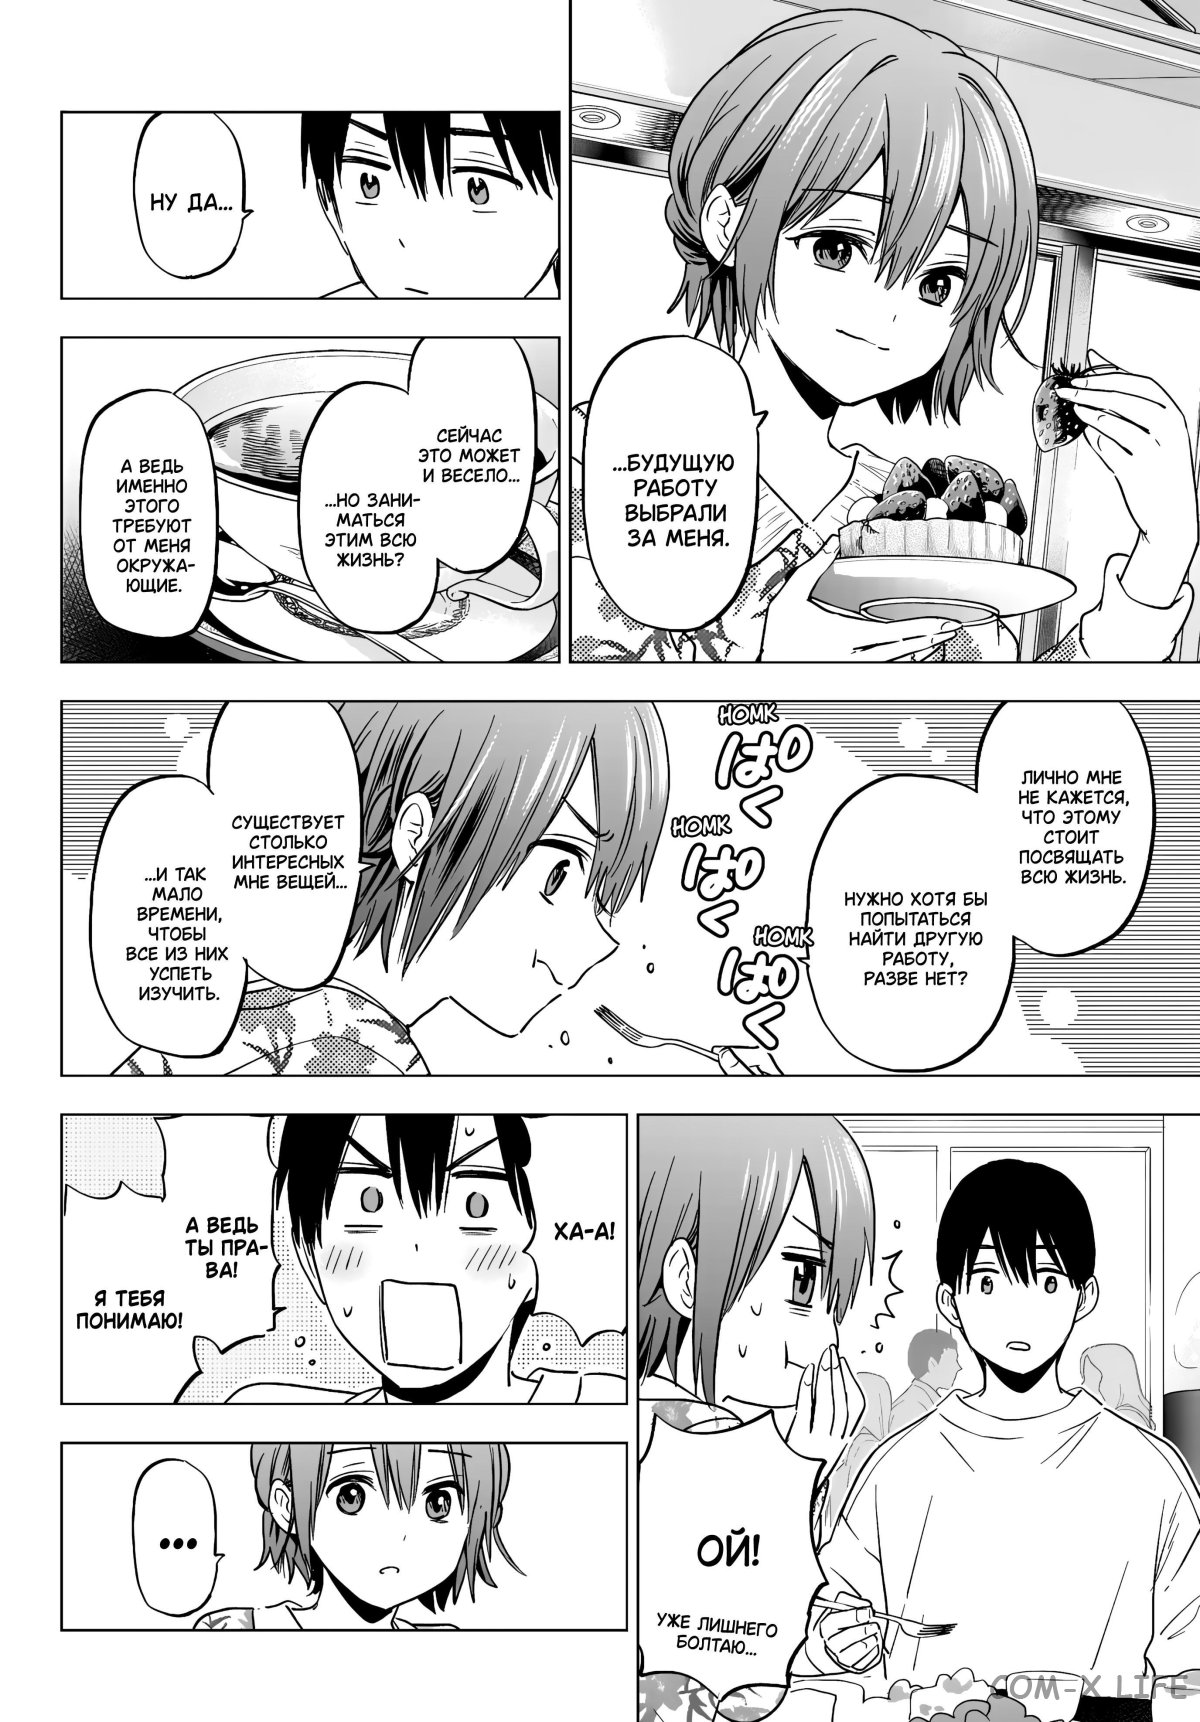 ...БУДУЩУЮ
РАБОТУ
ВЫБРАЛИ
ЗА МЕНЯ.
НУ ДА...
СЕЙЧАС
ЭТО МОЖЕТ
И ВЕСЕЛО...
...НО ЗАНИ-
МАТЬСЯ
ЭТИМ ВСЮ
ЖИЗНЬ?
А ВЕДЬ
ИМЕННО
ЭТОГО
ТРЕБУЮТ
ОТ МЕНЯ
ОКРУЖА-
ЮЩИЕ.
ЛИЧНО МНЕ
НЕ КАЖЕТСЯ,
ЧТО ЭТОМУ
СТОИТ
ПОСВЯЩАТЬ
ВСЮ ЖИЗНЬ.
НУЖНО ХОТЯ БЫ
ПОПЫТАТЬСЯ
НАЙТИ ДРУГУЮ
РАБОТУ,
РАЗВЕ НЕТ?
НОМК
ぱく
НОМК
ぱく
НОМК
ぱく
СУЩЕСТВУЕТ
СТОЛЬКО
ИНТЕРЕСНЫХ
МНЕ ВЕЩЕЙ...
...И ТАК
МАЛО
ВРЕМЕНИ,
ЧТОБЫ
ВСЕ ИЗ НИХ
УСПЕТЬ
ИЗУЧИТЬ.
ОЙ!
УЖЕ ЛИШНЕГО
БОЛТАЮ...
ХА-А!
А ВЕДЬ
ТЫ ПРА-
ВА!
Я ТЕБЯ
ПОНИМАЮ!
...
COM-X LIFE